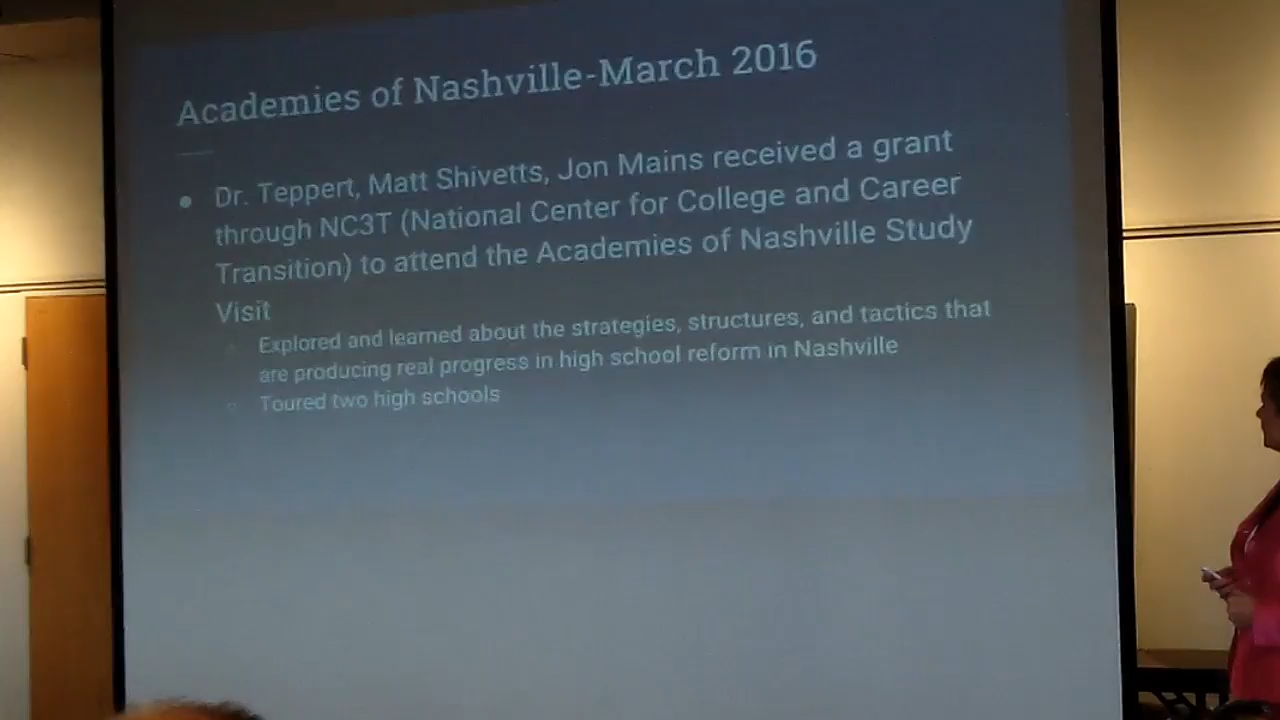 Academies of Nashville-March 2016
Dr. Teppert, Matt Shivetts, Jon Mains received a grant
through NC3T (National Center for College and Career
Transition) to attend the Academies of Nashville Study
Visit
Explored and learned about the strategies, structures, and tactics that
are producing real progress in high school reform in Nashville
Toured two high schools